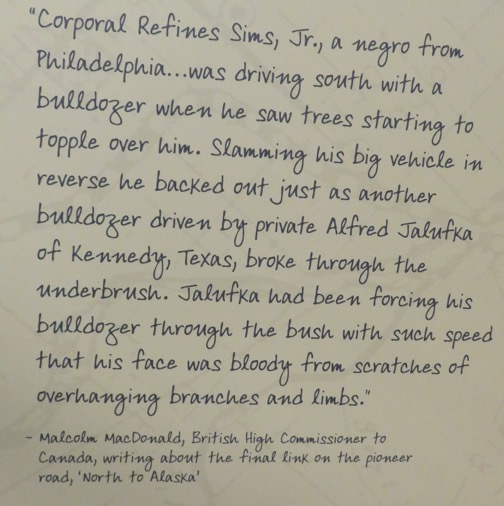 "Corporal Refines Sims, Jr., a negro from
Philadelphia...was driving south with a
bulldozer when he saw trees starting to
topple over him. Slamming his big vehicle in
reverse he backed out just as another
bulldozer driven by private Alfred Jalufka
of Kennedy, Texas, broke through the
underbrush. Jalufka had been forcing his
bulldozer through the bush with such speed
that his face was bloody from scratches of
overhanging branches and limbs."
- Malcolm MacDonald, British High Commissioner to
Canada, writing about the final link on the pioneer
road, 'North to Alaska'